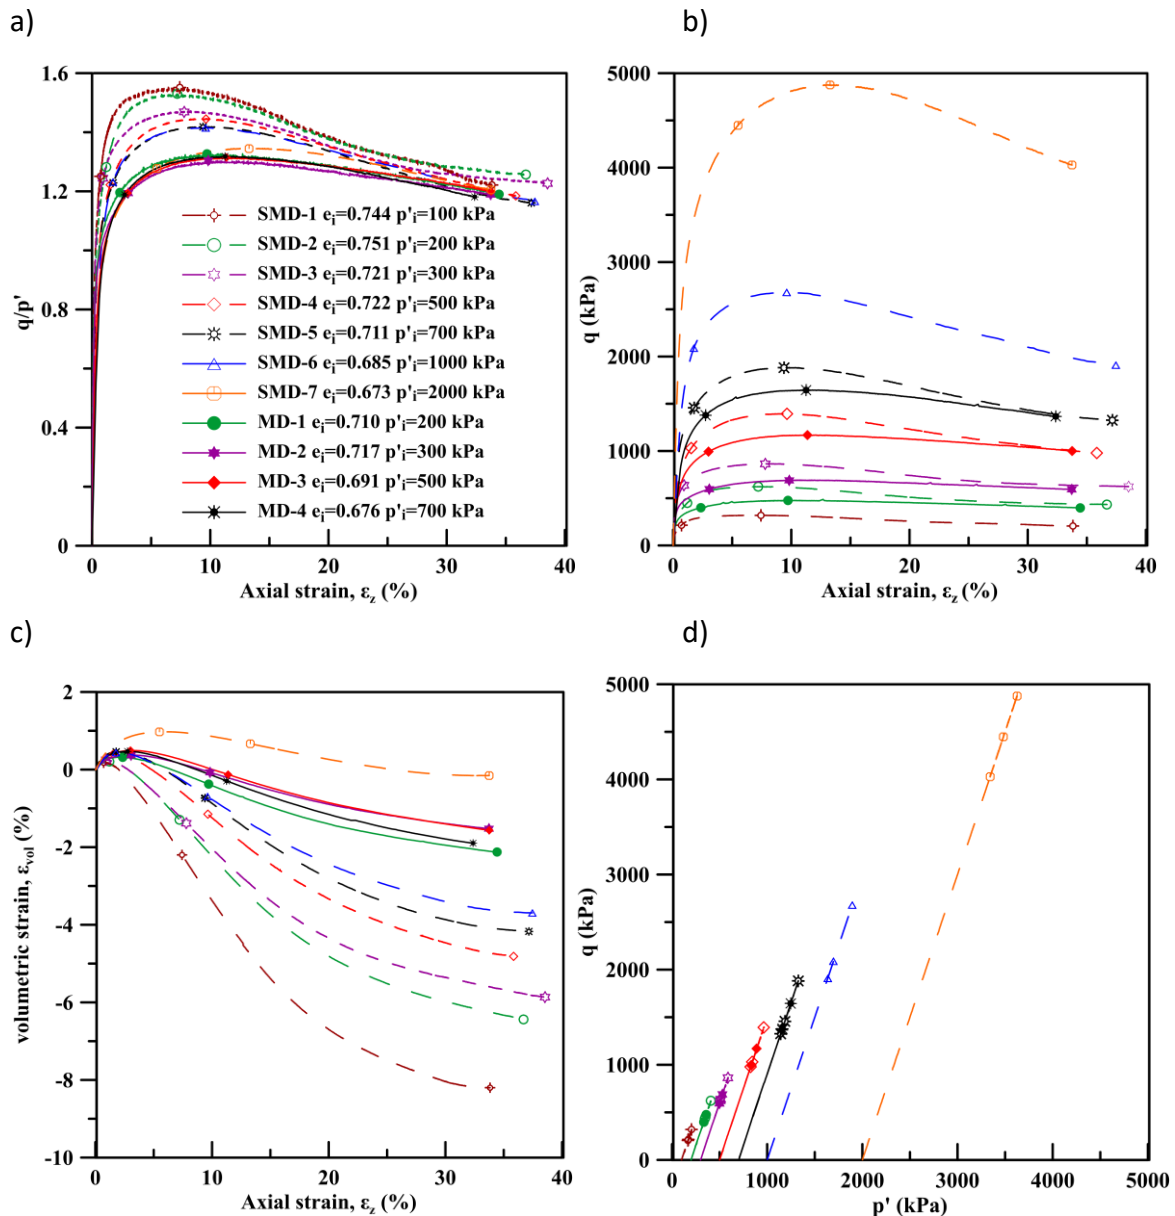 a)
b)
1.6
1.2
0.8
0.4
0
q/p'
0
10
20
30
40
Axial strain, εz (%)
SMD-1 ei=0.744 p'i=100 kPa
SMD-2 ei=0.751 p'i=200 kPa
SMD-3 ei=0.721 p'i=300 kPa
SMD-4 ei=0.722 p'i=500 kPa
SMD-5 ei=0.711 p'i=700 kPa
SMD-6 ei=0.685 p'i=1000 kPa
SMD-7 ei=0.673 p'i=2000 kPa
MD-1 ei=0.710 p'i=200 kPa
MD-2 ei=0.717 p'i=300 kPa
MD-3 ei=0.691 p'i=500 kPa
MD-4 ei=0.676 p'i=700 kPa
5000
4000
3000
2000
1000
0
q (kPa)
0
10
20
30
40
Axial strain, εz (%)
c)
d)
2
0
-2
-4
-6
-8
-10
volumetric strain, εvol (%)
0
10
20
30
40
Axial strain, εz (%)
5000
4000
3000
2000
1000
0
q (kPa)
0
1000
2000
3000
4000
5000
p' (kPa)